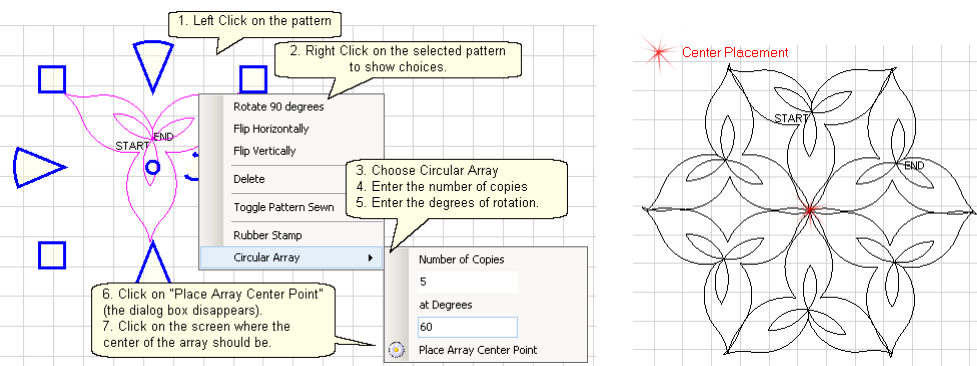 1. Left Click on the pattern
2. Right Click on the selected pattern
to show choices.
Rotate 90 degrees
Flip Horizontally
Flip Vertically
Delete
Toggle Pattern Sewn
Rubber Stamp
Circular Array
START
END
3. Choose Circular Array
4. Enter the number of copies
5. Enter the degrees of rotation.
Number of Copies
5
at Degrees
60
Place Array Center Point
6. Click on "Place Array Center Point"
(the dialog box disappears).
7. Click on the screen where the
center of the array should be.
Center Placement
START
END